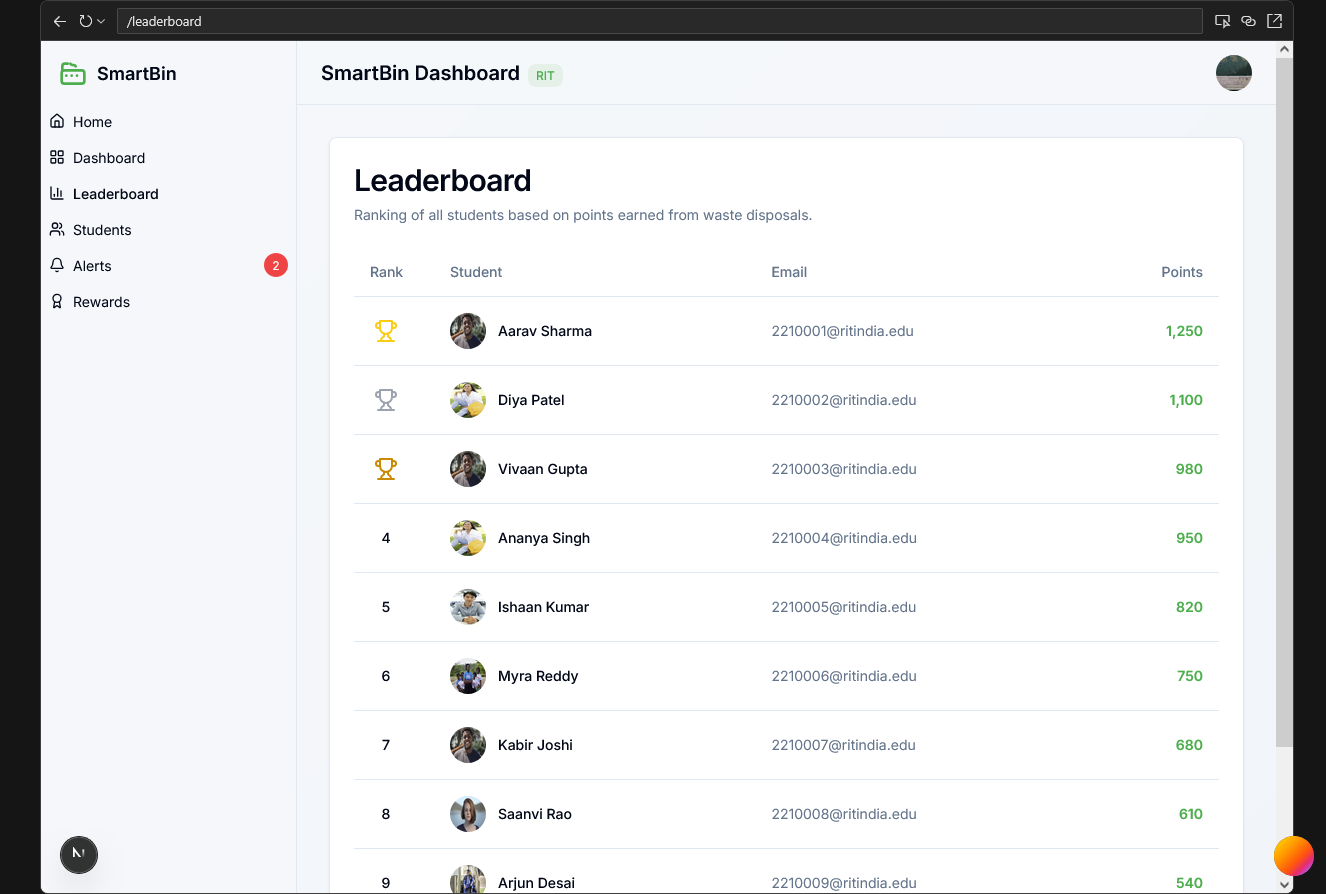 /leaderboard
SmartBin
SmartBin Dashboard RIT
Home
Dashboard
Leaderboard
Students
Alerts 2
Rewards
Leaderboard
Ranking of all students based on points earned from waste disposals.
Rank Student Email Points
Aarav Sharma 2210001@ritindia.edu 1,250
Diya Patel 2210002@ritindia.edu 1,100
Vivaan Gupta 2210003@ritindia.edu 980
4 Ananya Singh 2210004@ritindia.edu 950
5 Ishaan Kumar 2210005@ritindia.edu 820
6 Myra Reddy 2210006@ritindia.edu 750
7 Kabir Joshi 2210007@ritindia.edu 680
8 Saanvi Rao 2210008@ritindia.edu 610
9 Arjun Desai 2210009@ritindia.edu 540
N